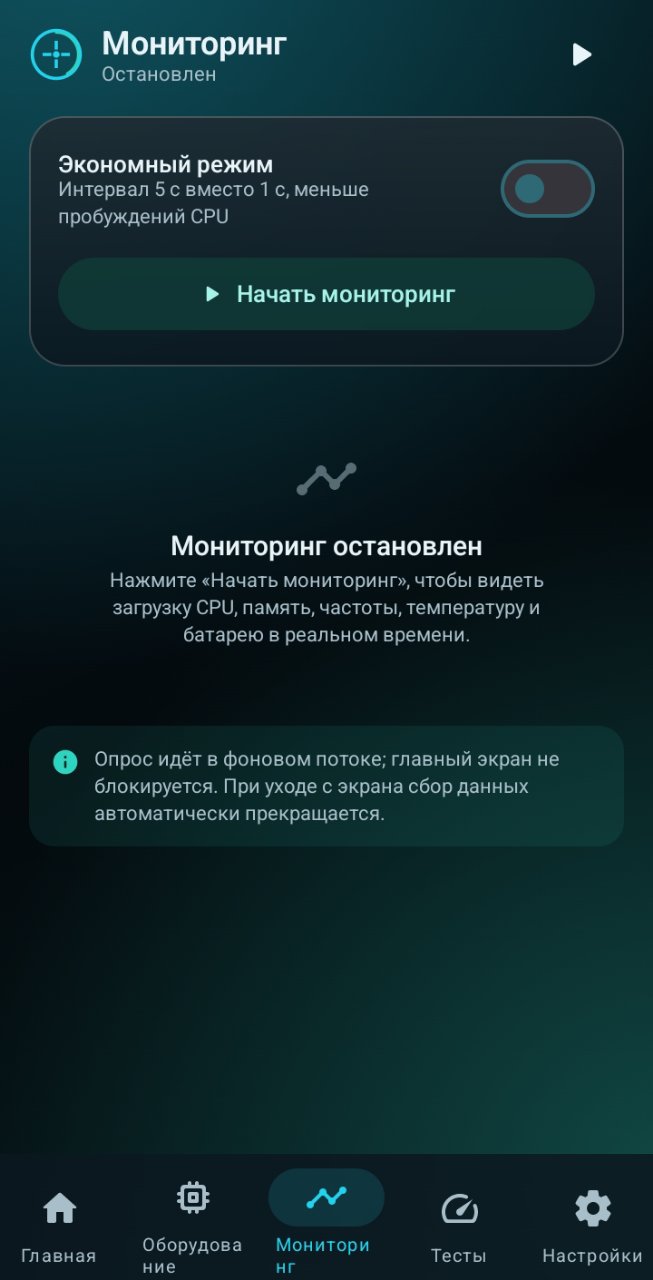 Мониторинг
Остановлен
Экономный режим
Интервал 5 с вместо 1 с, меньше
пробуждений CPU
Начать мониторинг
Мониторинг остановлен
Нажмите «Начать мониторинг», чтобы видеть
загрузку CPU, память, частоты, температуру и
батарею в реальном времени.
Опрос идёт в фоновом потоке; главный экран не
блокируется. При уходе с экрана сбор данных
автоматически прекращается.
Главная
Оборудова
ние
Монитори
нг
Тесты
Настройки